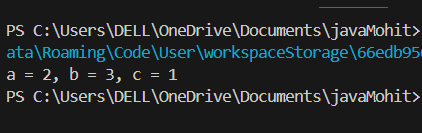 PS C:\Users\DELL\OneDrive\Documents\javaMohit>
ata\Roaming\Code\User\workspaceStorage\66edb95
a = 2, b = 3, c = 1
PS C:\Users\DELL\OneDrive\Documents\javaMohit>